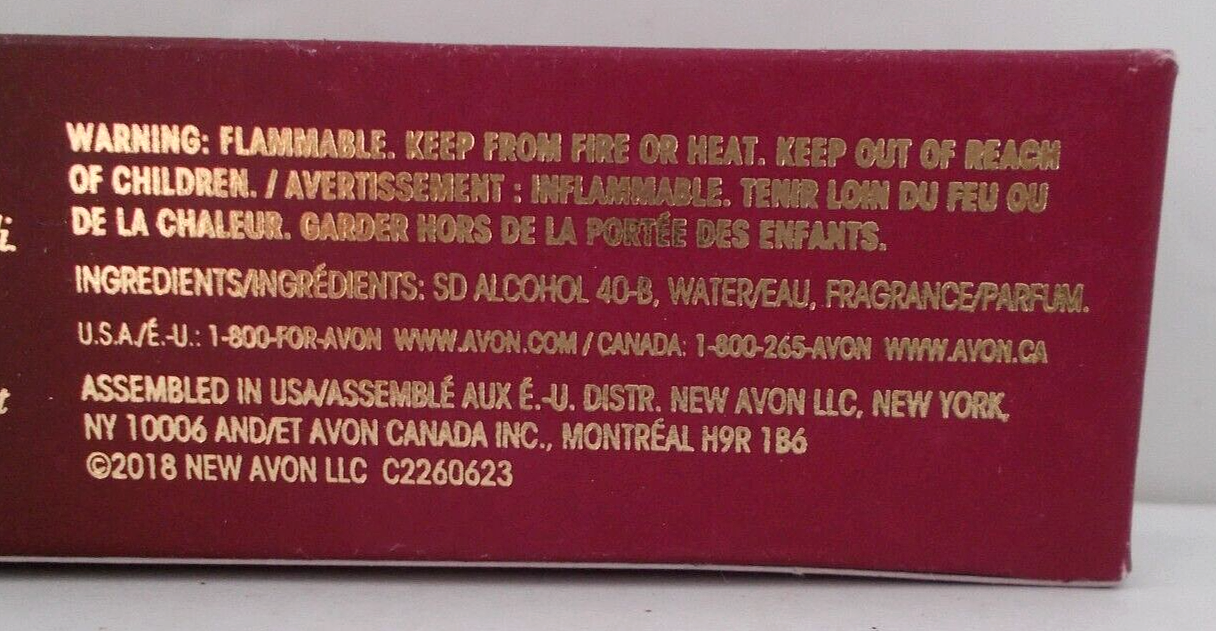 WARNING: FLAMMABLE. KEEP FROM FIRE OR HEAT. KEEP OUT OF REACH
OF CHILDREN. / AVERTISSEMENT : INFLAMMABLE. TENIR LOIN DU FEU OU
DE LA CHALEUR. GARDER HORS DE LA PORTÉE DES ENFANTS.
INGREDIENTS/INGRÉDIENTS: SD ALCOHOL 40-B, WATER/EAU, FRAGRANCE/PARFUM.
U.S.A./É.-U.: 1-800-FOR-AVON WWW.AVON.COM / CANADA: 1-800-265-AVON WWW.AVON.CA
ASSEMBLED IN USA/ASSEMBLÉ AUX É.-U. DISTR. NEW AVON LLC, NEW YORK,
NY 10006 AND/ET AVON CANADA INC., MONTRÉAL H9R 1B6
©2018 NEW AVON LLC C2260623